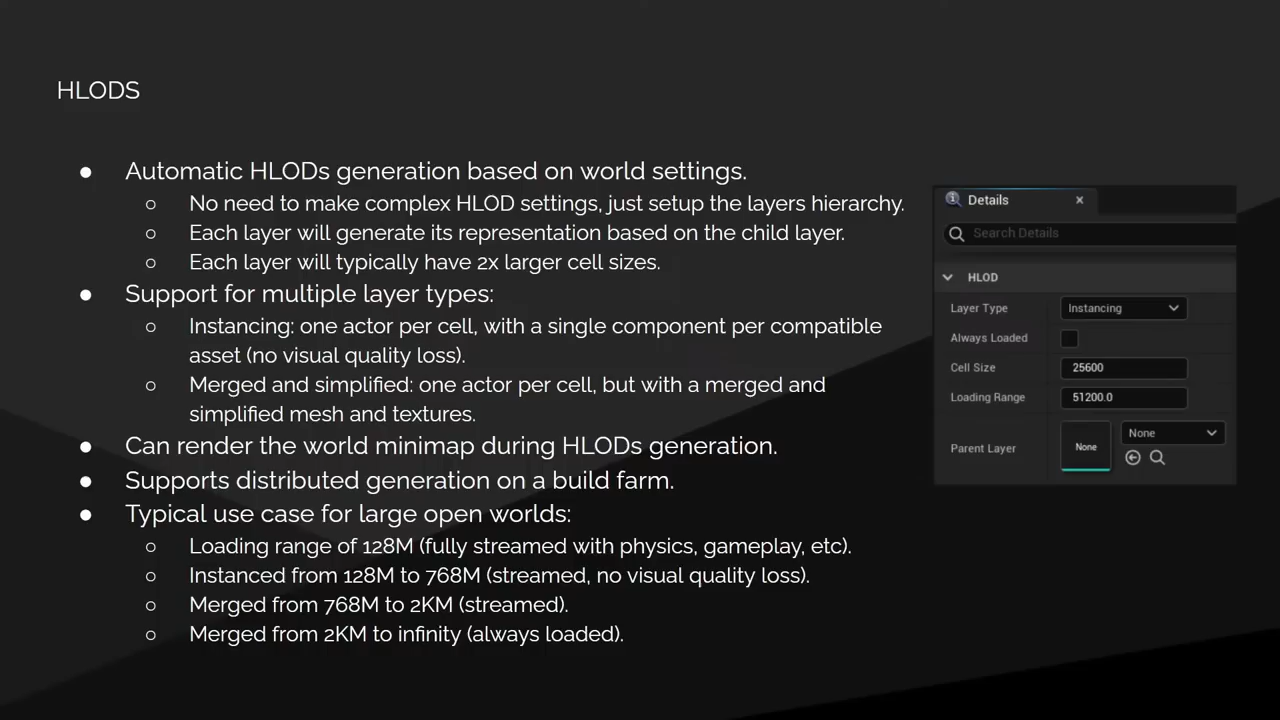 HLODS
● Automatic HLODs generation based on world settings.
○ No need to make complex HLOD settings, just setup the layers hierarchy.
○ Each layer will generate its representation based on the child layer.
○ Each layer will typically have 2x larger cell sizes.
● Support for multiple layer types:
○ Instancing: one actor per cell, with a single component per compatible
asset (no visual quality loss).
○ Merged and simplified: one actor per cell, but with a merged and
simplified mesh and textures.
● Can render the world minimap during HLODs generation.
● Supports distributed generation on a build farm.
● Typical use case for large open worlds:
○ Loading range of 128M (fully streamed with physics, gameplay, etc).
○ Instanced from 128M to 768M (streamed, no visual quality loss).
○ Merged from 768M to 2KM (streamed).
○ Merged from 2KM to infinity (always loaded).
Details
Search Details
HLOD
Layer Type Instancing
Always Loaded
Cell Size 25600
Loading Range 51200.0
Parent Layer None None